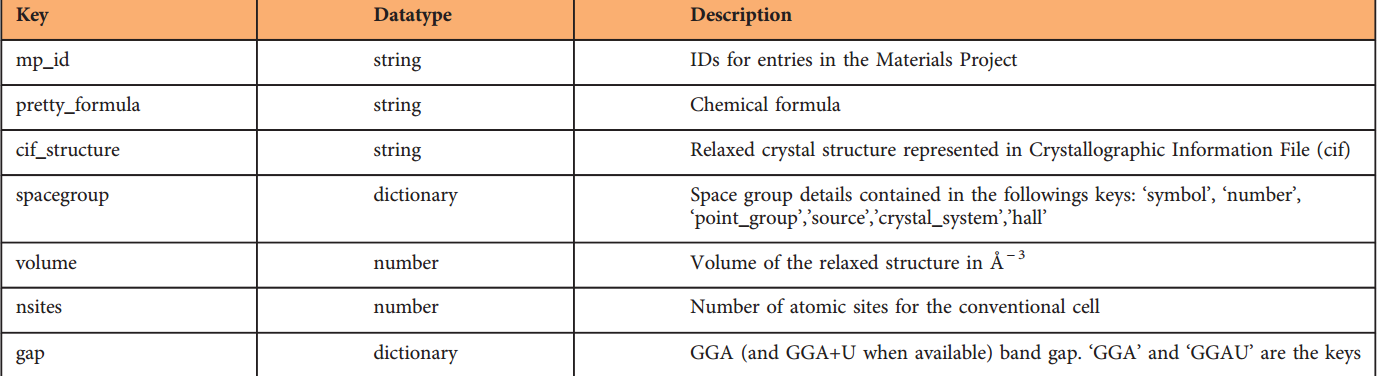 Key Datatype Description
mp_id string IDs for entries in the Materials Project
pretty_formula string Chemical formula
cif_structure string Relaxed crystal structure represented in Crystallographic Information File (cif)
spacegroup dictionary Space group details contained in the followings keys: ‘symbol’, ‘number’,
‘point_group’,’source’,’crystal_system’,’hall’
volume number Volume of the relaxed structure in Å⁻³
nsites number Number of atomic sites for the conventional cell
gap dictionary GGA (and GGA+U when available) band gap. ‘GGA’ and ‘GGAU’ are the keys